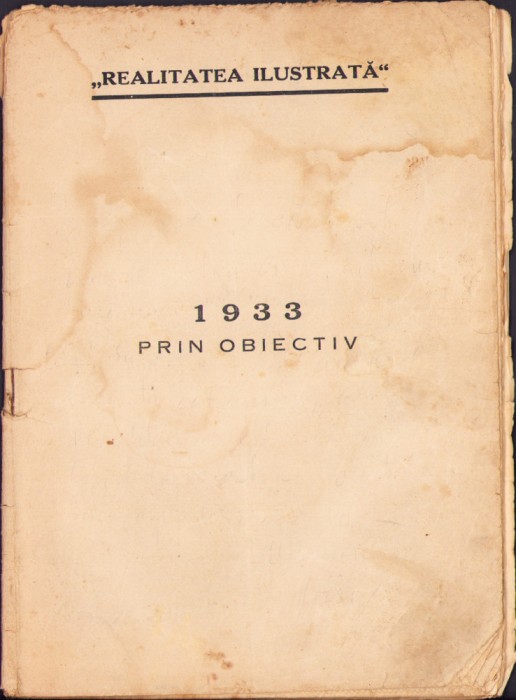 „REALITATEA ILUSTRATĂ“
1933
PRIN OBIECTIV